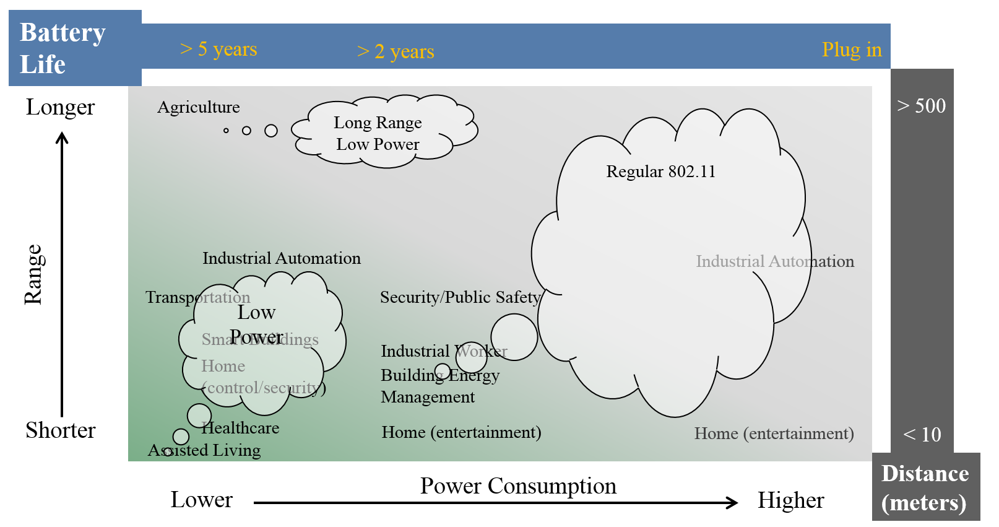 Battery
Life
> 5 years
> 2 years
Plug in
Longer
Agriculture
Long Range
Low Power
> 500
Regular 802.11
Range
Industrial Automation
Industrial Automation
Transportation
Security/Public Safety
Low
Power
Smart Buildings
Industrial Worker
Home
(control/security)
Building Energy
Management
Shorter
Healthcare
Home (entertainment)
Home (entertainment)
< 10
Assisted Living
Distance
(meters)
Power Consumption
Lower
Higher